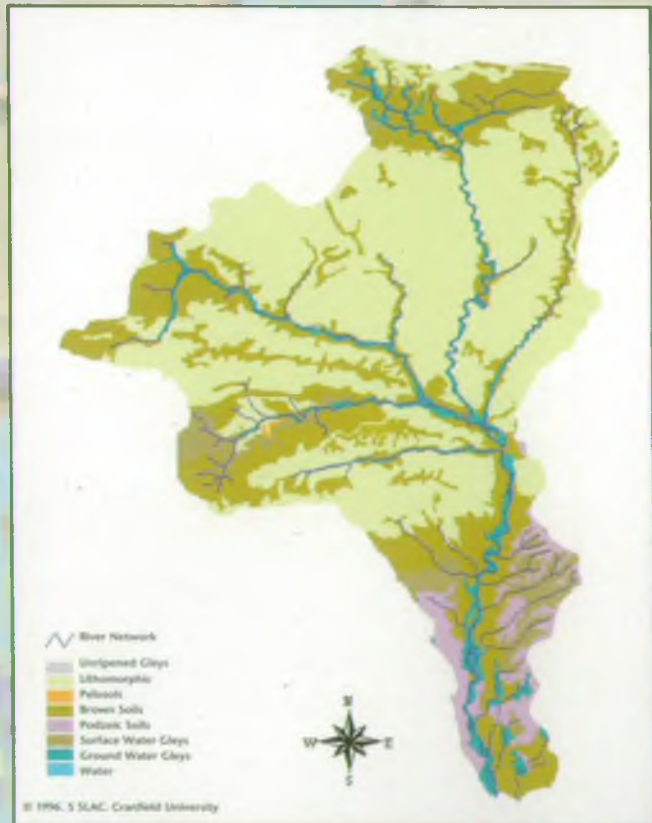 River Network
Unripened Gleys
Lithomorphic
Pelosols
Brown Soils
Podzolic Soils
Surface Water Gleys
Ground Water Gleys
Water
N
W E
S
© 1996. S SLAC. Cranfield University